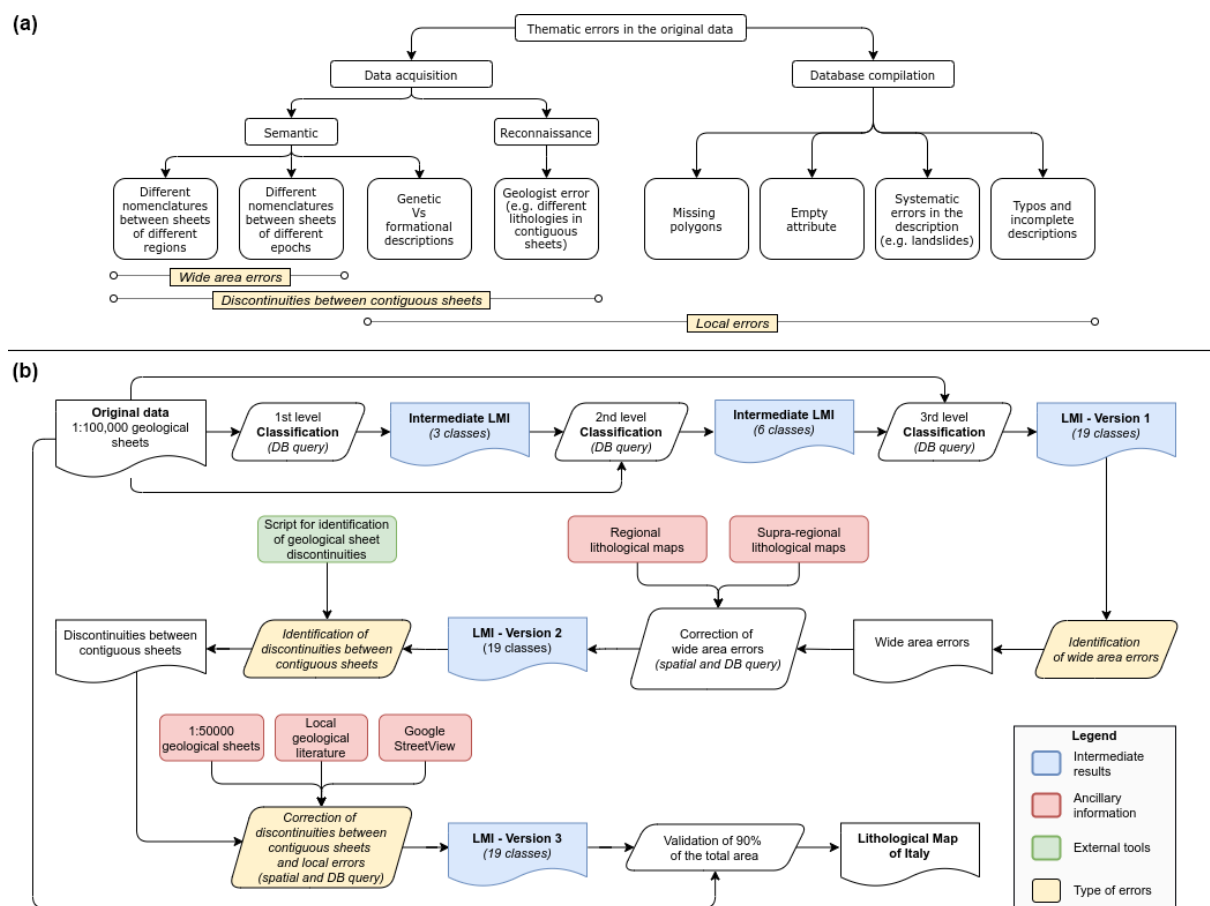 (a)
Thematic errors in the original data
Data acquisition
Database compilation
Semantic
Reconnaissance
Different
nomenclatures
between sheets
of different
regions
Different
nomenclatures
between sheets
of different
epochs
Genetic
Vs
formational
descriptions
Geologist error
(e.g. different
lithologies in
contiguous
sheets)
Missing
polygons
Empty
attribute
Systematic
errors in the
description
(e.g. landslides)
Typos and
incomplete
descriptions
Wide area errors
Discontinuities between contiguous sheets
Local errors
(b)
Original data
1:100,000 geological
sheets
1st level
Classification
(DB query)
Intermediate LMI
(3 classes)
2nd level
Classification
(DB query)
Intermediate LMI
(6 classes)
3rd level
Classification
(DB query)
LMI - Version 1
(19 classes)
Script for identification
of geological sheet
discontinuities
Regional
lithological maps
Supra-regional
lithological maps
Discontinuities between
contiguous sheets
Identification of
discontinuities between
contiguous sheets
LMI - Version 2
(19 classes)
Correction of
wide area errors
(spatial and DB query)
Wide area errors
Identification
of wide area errors
1:50000
geological sheets
Local
geological
literature
Google
StreetView
Correction of
discontinuities between
contiguous sheets
and local errors
(spatial and DB query)
LMI - Version 3
(19 classes)
Validation of 90%
of the total area
Lithological Map
of Italy
Legend
Intermediate
results
Ancillary
information
External tools
Type of errors